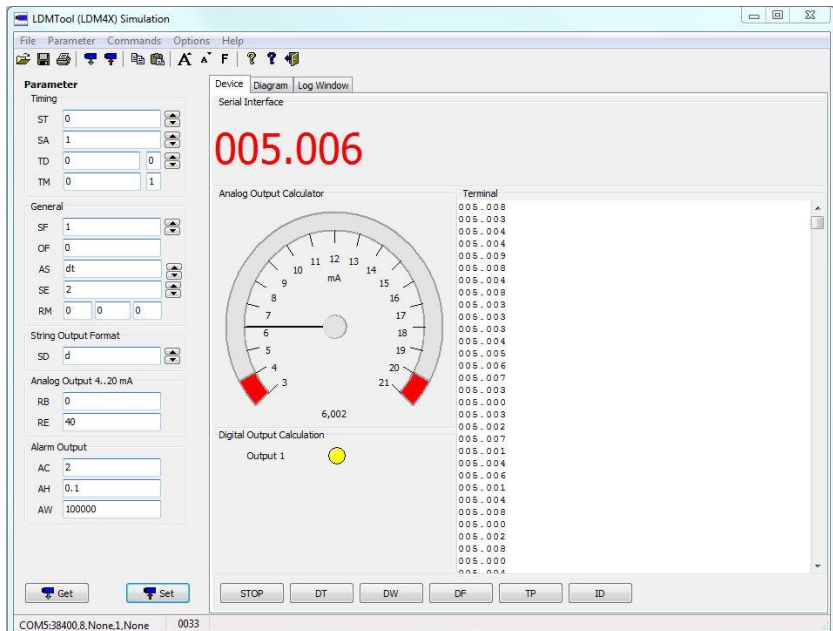 LDMTool (LDM4X) Simulation
File Parameter Commands Options Help
A A F ? ?
Parameter
Timing
ST 0
SA 1
TD 0 0
TM 0 1
General
SF 1
OF 0
AS dt
SE 2
RM 0 0 0
String Output Format
SD d
Analog Output 4..20 mA
RB 0
RE 40
Alarm Output
AC 2
AH 0.1
AW 100000
Get Set
Device Diagram Log Window
Serial Interface
005.006
Analog Output Calculator
3
4
5
6
7
8
9
10
11
12
13
14
15
16
17
18
19
20
21
mA
6,002
Digital Output Calculation
Output 1
Terminal
005.008
005.003
005.004
005.004
005.009
005.008
005.004
005.008
005.003
005.003
005.003
005.004
005.005
005.006
005.007
005.003
005.000
005.003
005.002
005.007
005.001
005.004
005.006
005.001
005.004
005.008
005.000
005.002
005.008
005.000
STOP DT DW DF TP ID
COM5:38400,8,None,1,None 0033